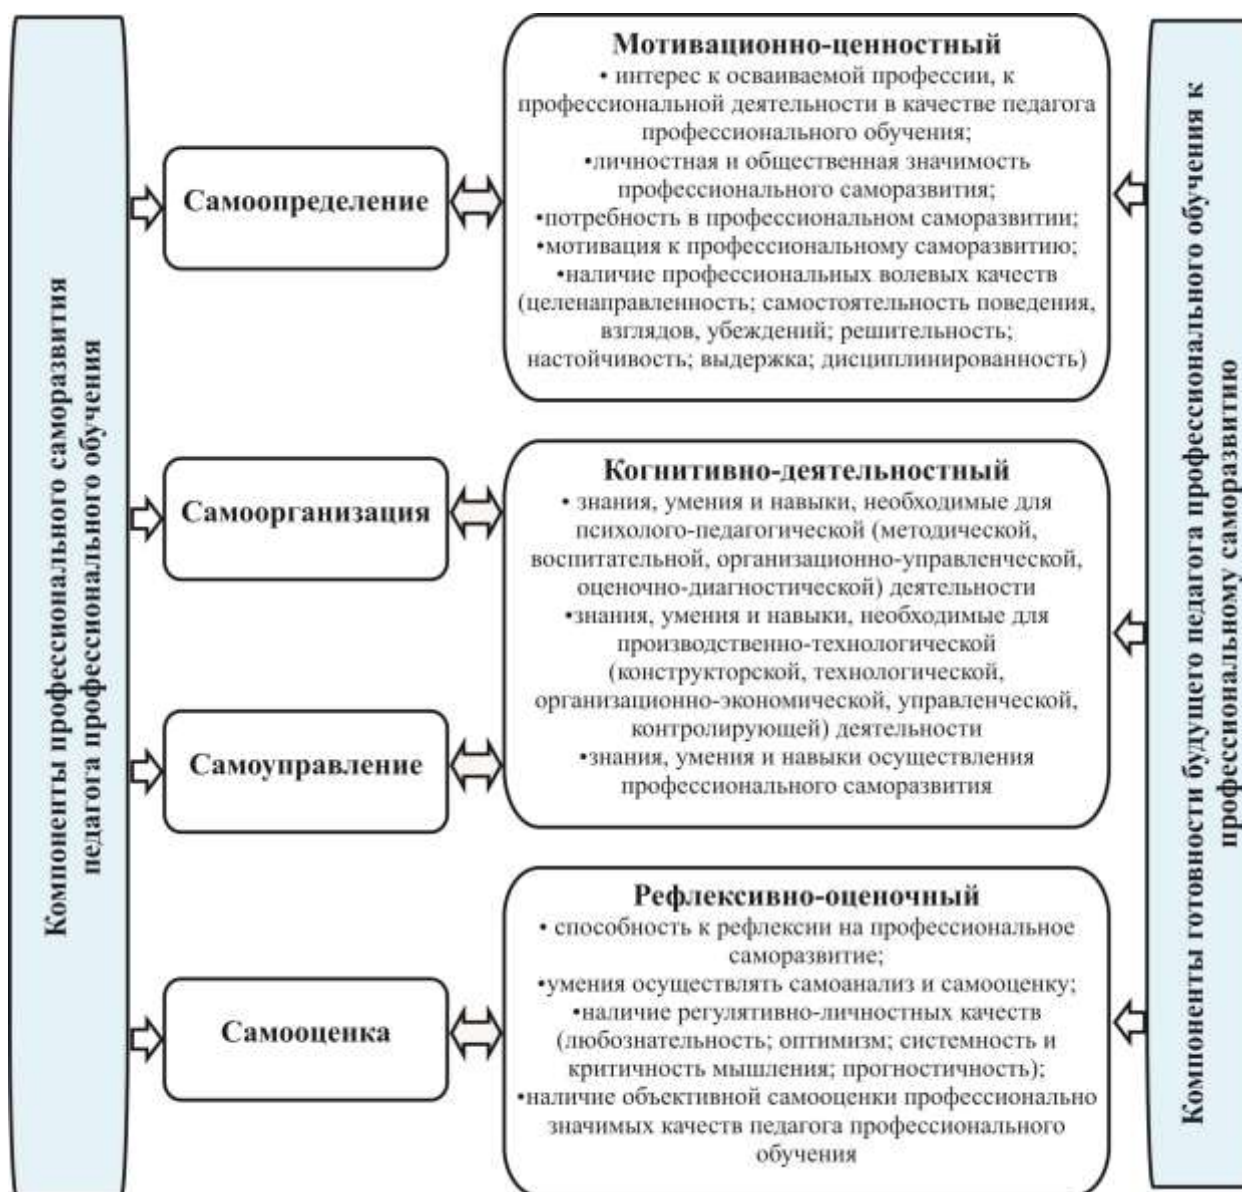 Компоненты профессионального саморазвития
педагога профессионального обучения
Самоопределение
Самоорганизация
Самоуправление
Самооценка
Мотивационно-ценностный
• интерес к осваиваемой профессии, к
профессиональной деятельности в качестве педагога
профессионального обучения;
•личностная и общественная значимость
профессионального саморазвития;
•потребность в профессиональном саморазвитии;
•мотивация к профессиональному саморазвитию;
•наличие профессиональных волевых качеств
(целенаправленность; самостоятельность поведения,
взглядов, убеждений; решительность;
настойчивость; выдержка; дисциплинированность)
Когнитивно-деятельностный
• знания, умения и навыки, необходимые для
психолого-педагогической (методической,
воспитательной, организационно-управленческой,
оценочно-диагностической) деятельности
•знания, умения и навыки, необходимые для
производственно-технологической
(конструкторской, технологической,
организационно-экономической, управленческой,
контролирующей) деятельности
•знания, умения и навыки осуществления
профессионального саморазвития
Рефлексивно-оценочный
• способность к рефлексии на профессиональное
саморазвитие;
•умения осуществлять самоанализ и самооценку;
•наличие регулятивно-личностных качеств
(любознательность; оптимизм; системность и
критичность мышления; прогностичность);
•наличие объективной самооценки профессионально
значимых качеств педагога профессионального
обучения
Компоненты готовности будущего педагога профессионального обучения к
профессиональному саморазвитию